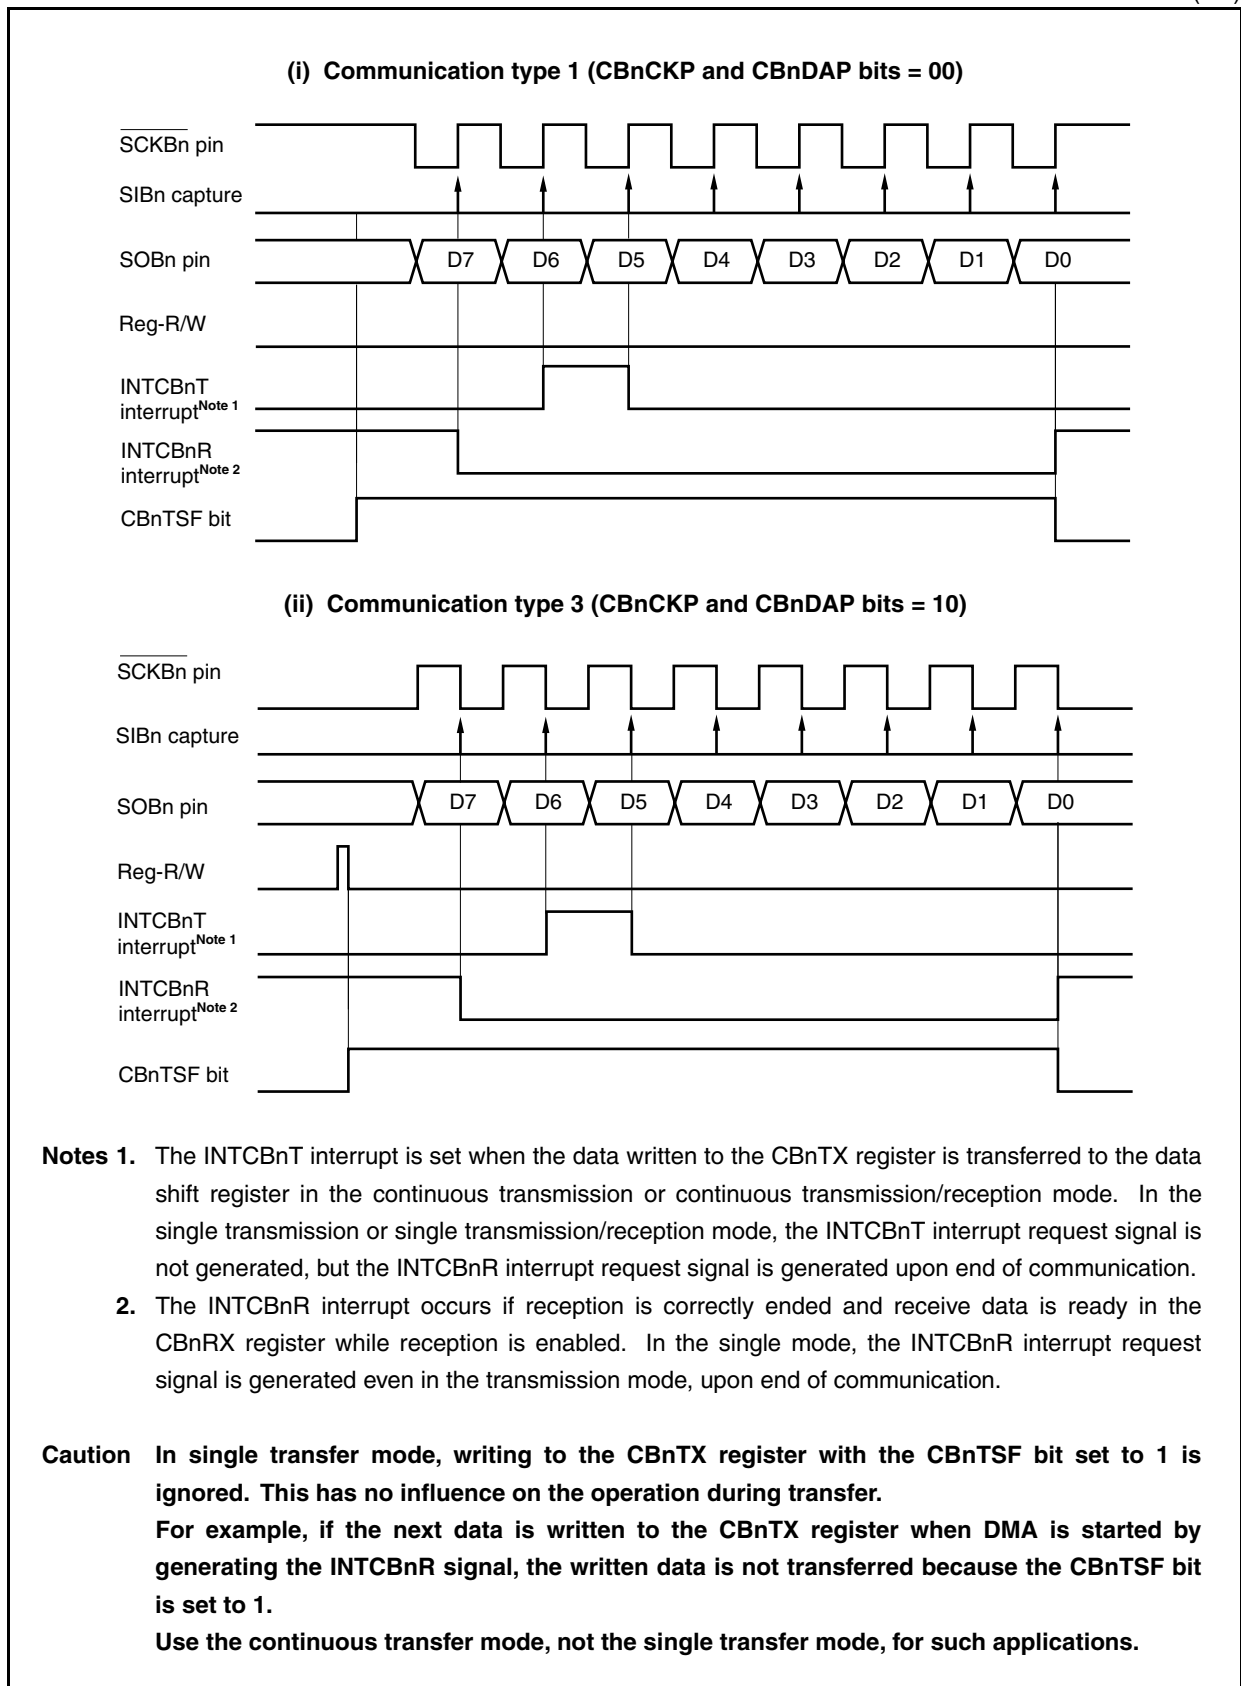 (i) Communication type 1 (CBnCKP and CBnDAP bits = 00)
SCKBn pin
SIBn capture
SOBn pin D7 D6 D5 D4 D3 D2 D1 D0
Reg-R/W
INTCBnT
interrupt Note 1
INTCBnR
interrupt Note 2
CBnTSF bit
(ii) Communication type 3 (CBnCKP and CBnDAP bits = 10)
SCKBn pin
SIBn capture
SOBn pin D7 D6 D5 D4 D3 D2 D1 D0
Reg-R/W
INTCBnT
interrupt Note 1
INTCBnR
interrupt Note 2
CBnTSF bit
Notes 1. The INTCBnT interrupt is set when the data written to the CBnTX register is transferred to the data
shift register in the continuous transmission or continuous transmission/reception mode. In the
single transmission or single transmission/reception mode, the INTCBnT interrupt request signal is
not generated, but the INTCBnR interrupt request signal is generated upon end of communication.
2. The INTCBnR interrupt occurs if reception is correctly ended and receive data is ready in the
CBnRX register while reception is enabled. In the single mode, the INTCBnR interrupt request
signal is generated even in the transmission mode, upon end of communication.
Caution In single transfer mode, writing to the CBnTX register with the CBnTSF bit set to 1 is
ignored. This has no influence on the operation during transfer.
For example, if the next data is written to the CBnTX register when DMA is started by
generating the INTCBnR signal, the written data is not transferred because the CBnTSF bit
is set to 1.
Use the continuous transfer mode, not the single transfer mode, for such applications.